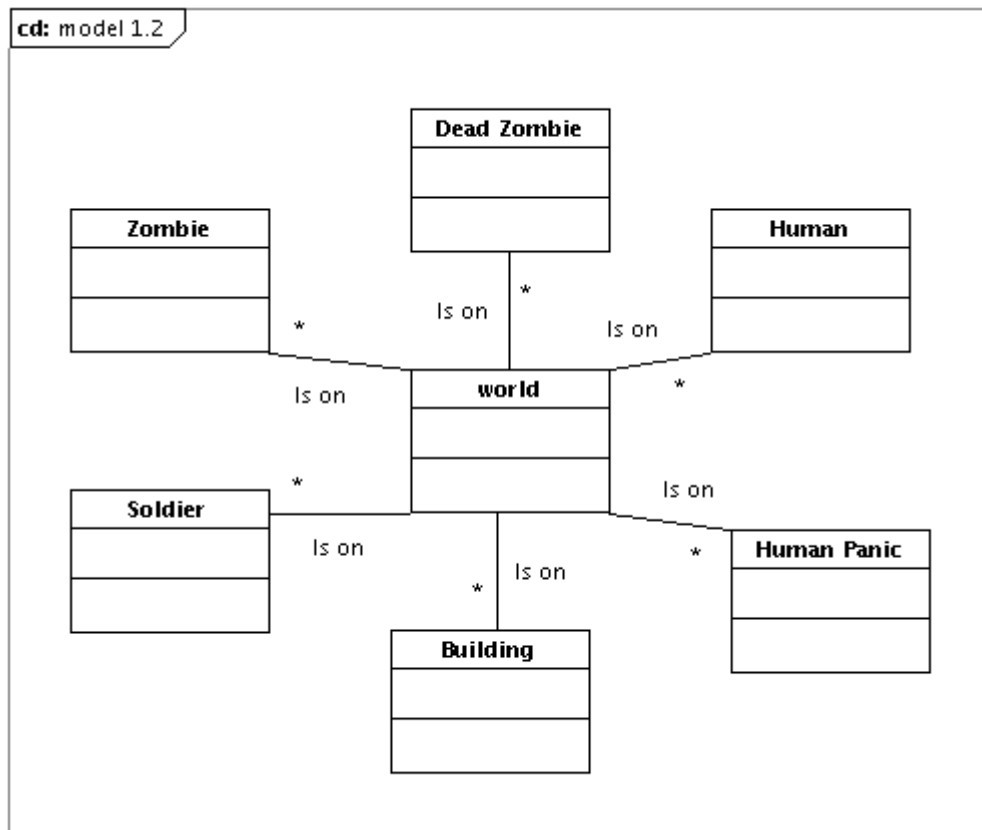 cd: model 1.2
Dead Zombie
Zombie
Human
*
Is on
*
Is on
*
Is on
world
*
Is on
Soldier
Is on
*
Human Panic
Is on
*
Building